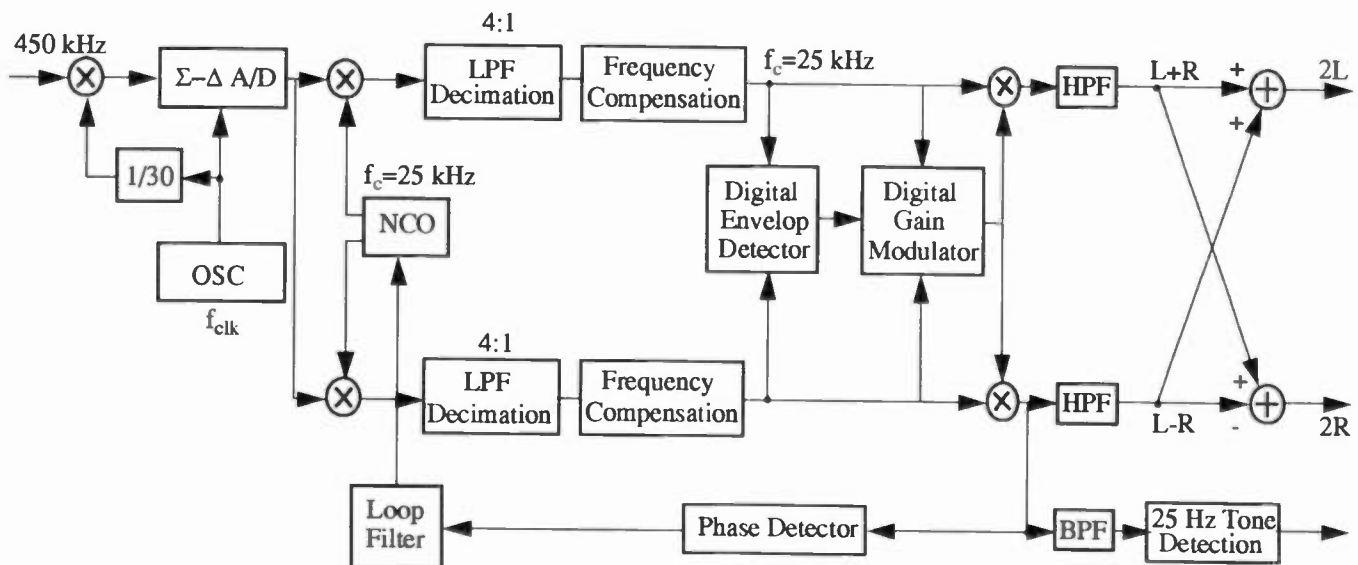 450 kHz
Σ–Δ A/D
1/30
OSC
f_clk
4:1
LPF
Decimation
Frequency
Compensation
f_c=25 kHz
f_c=25 kHz
NCO
Digital
Envelop
Detector
Digital
Gain
Modulator
HPF
L+R
+
+
2L
4:1
LPF
Decimation
Frequency
Compensation
HPF
L-R
+
-
2R
Loop
Filter
Phase Detector
BPF
25 Hz Tone
Detection